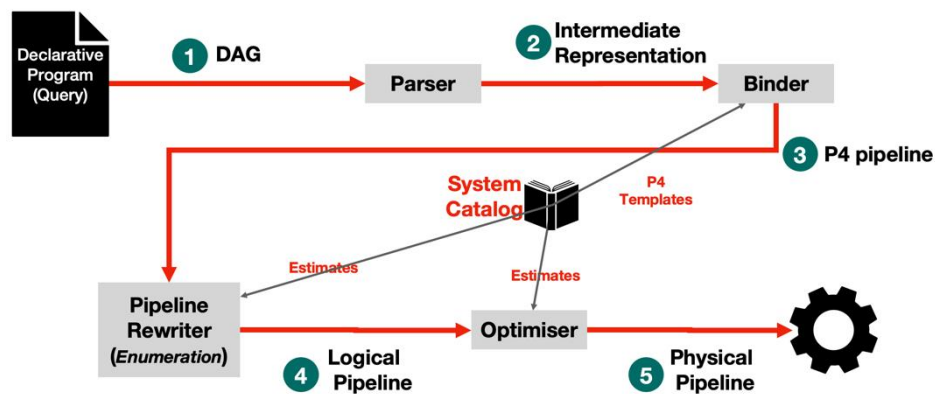 Declarative
Program
(Query)
1 DAG
Parser
2 Intermediate
Representation
Binder
3 P4 pipeline
System
Catalog
P4
Templates
Estimates
Estimates
Pipeline
Rewriter
(Enumeration)
4 Logical
Pipeline
Optimiser
5 Physical
Pipeline